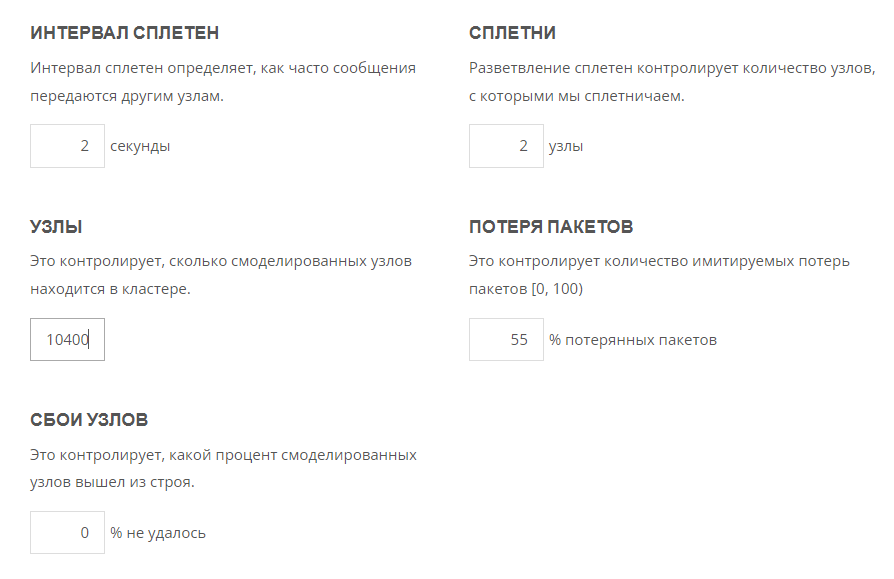 ИНТЕРВАЛ СПЛЕТЕН
Интервал сплетен определяет, как часто сообщения
передаются другим узлам.
2 секунды
СПЛЕТНИ
Разветвление сплетен контролирует количество узлов,
с которыми мы сплетничаем.
2 узлы
УЗЛЫ
Это контролирует, сколько смоделированных узлов
находится в кластере.
10400
ПОТЕРЯ ПАКЕТОВ
Это контролирует количество имитируемых потерь
пакетов [0, 100)
55 % потерянных пакетов
СБОИ УЗЛОВ
Это контролирует, какой процент смоделированных
узлов вышел из строя.
0 % не удалось